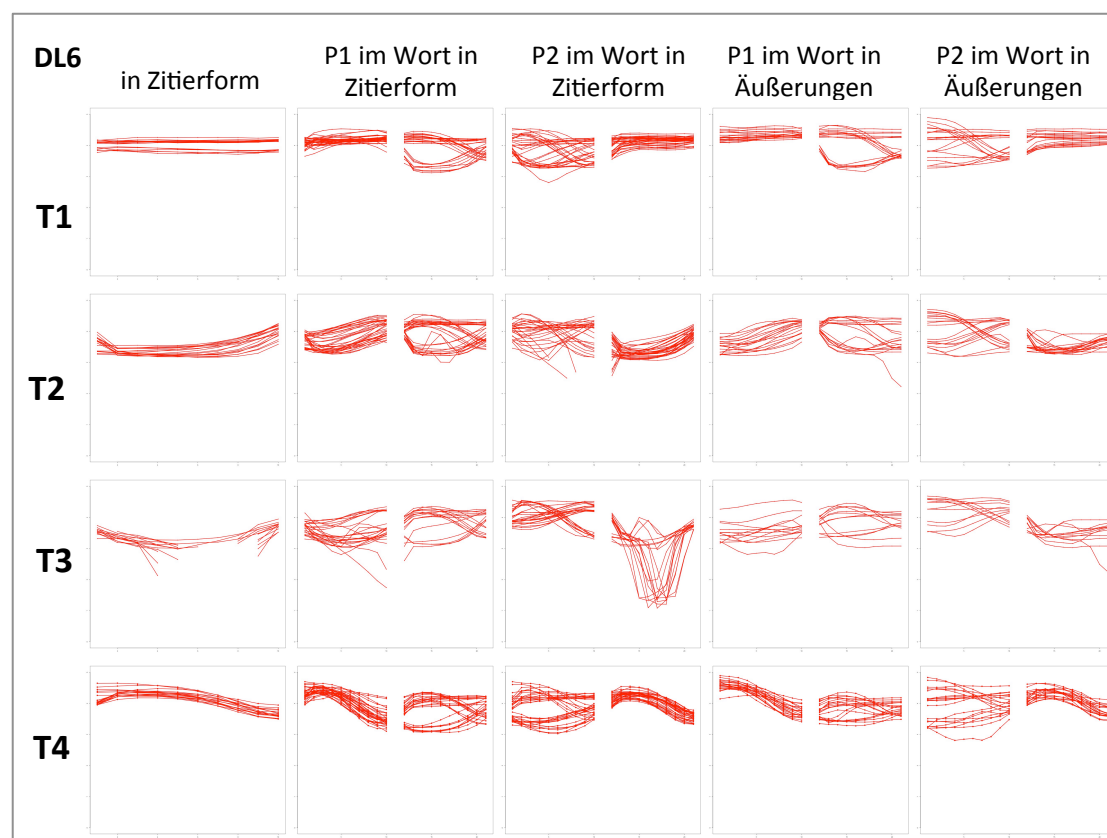 DL6
in Zitierform
P1 im Wort in
Zitierform
P2 im Wort in
Zitierform
P1 im Wort in
Äußerungen
P2 im Wort in
Äußerungen
T1
T2
T3
T4